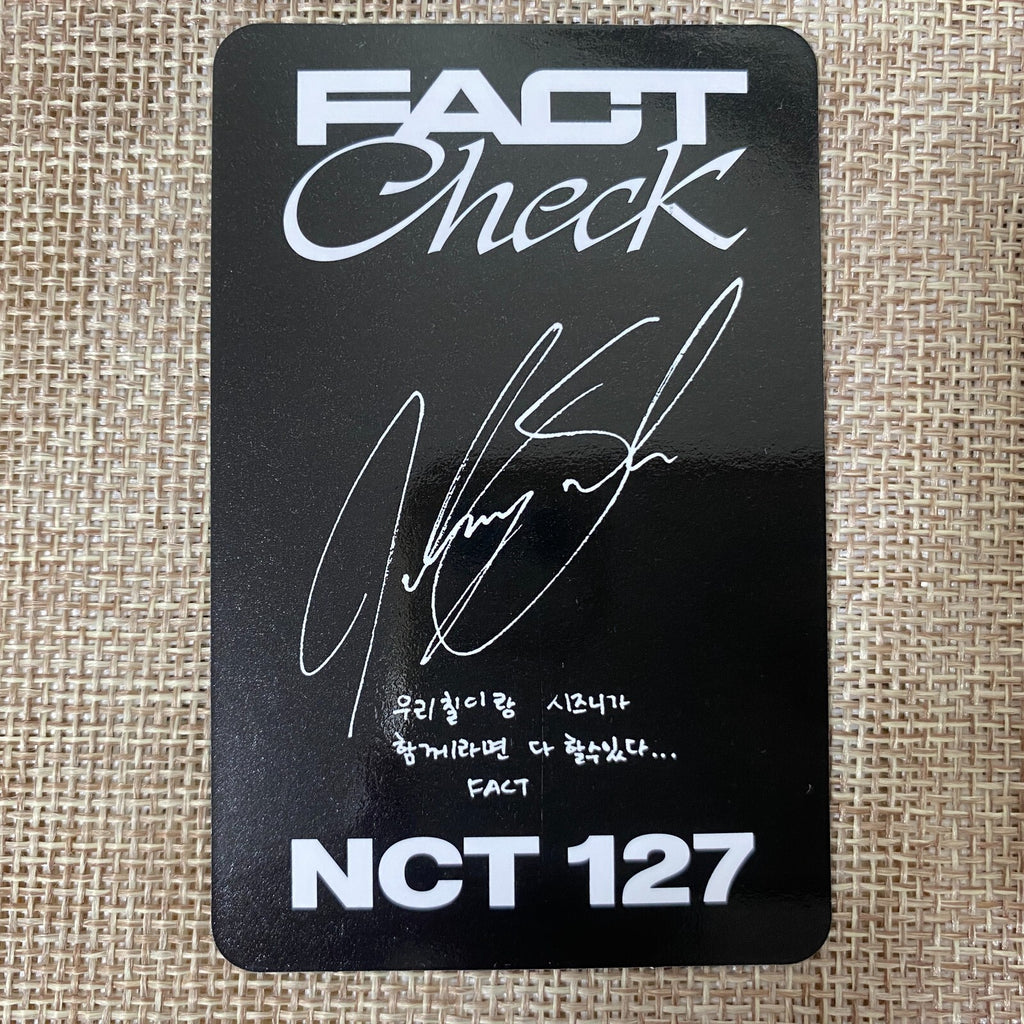 FACT
Check
우리 칠이랑 시즈니가
함께라면 다 할수있다...
FACT
NCT 127